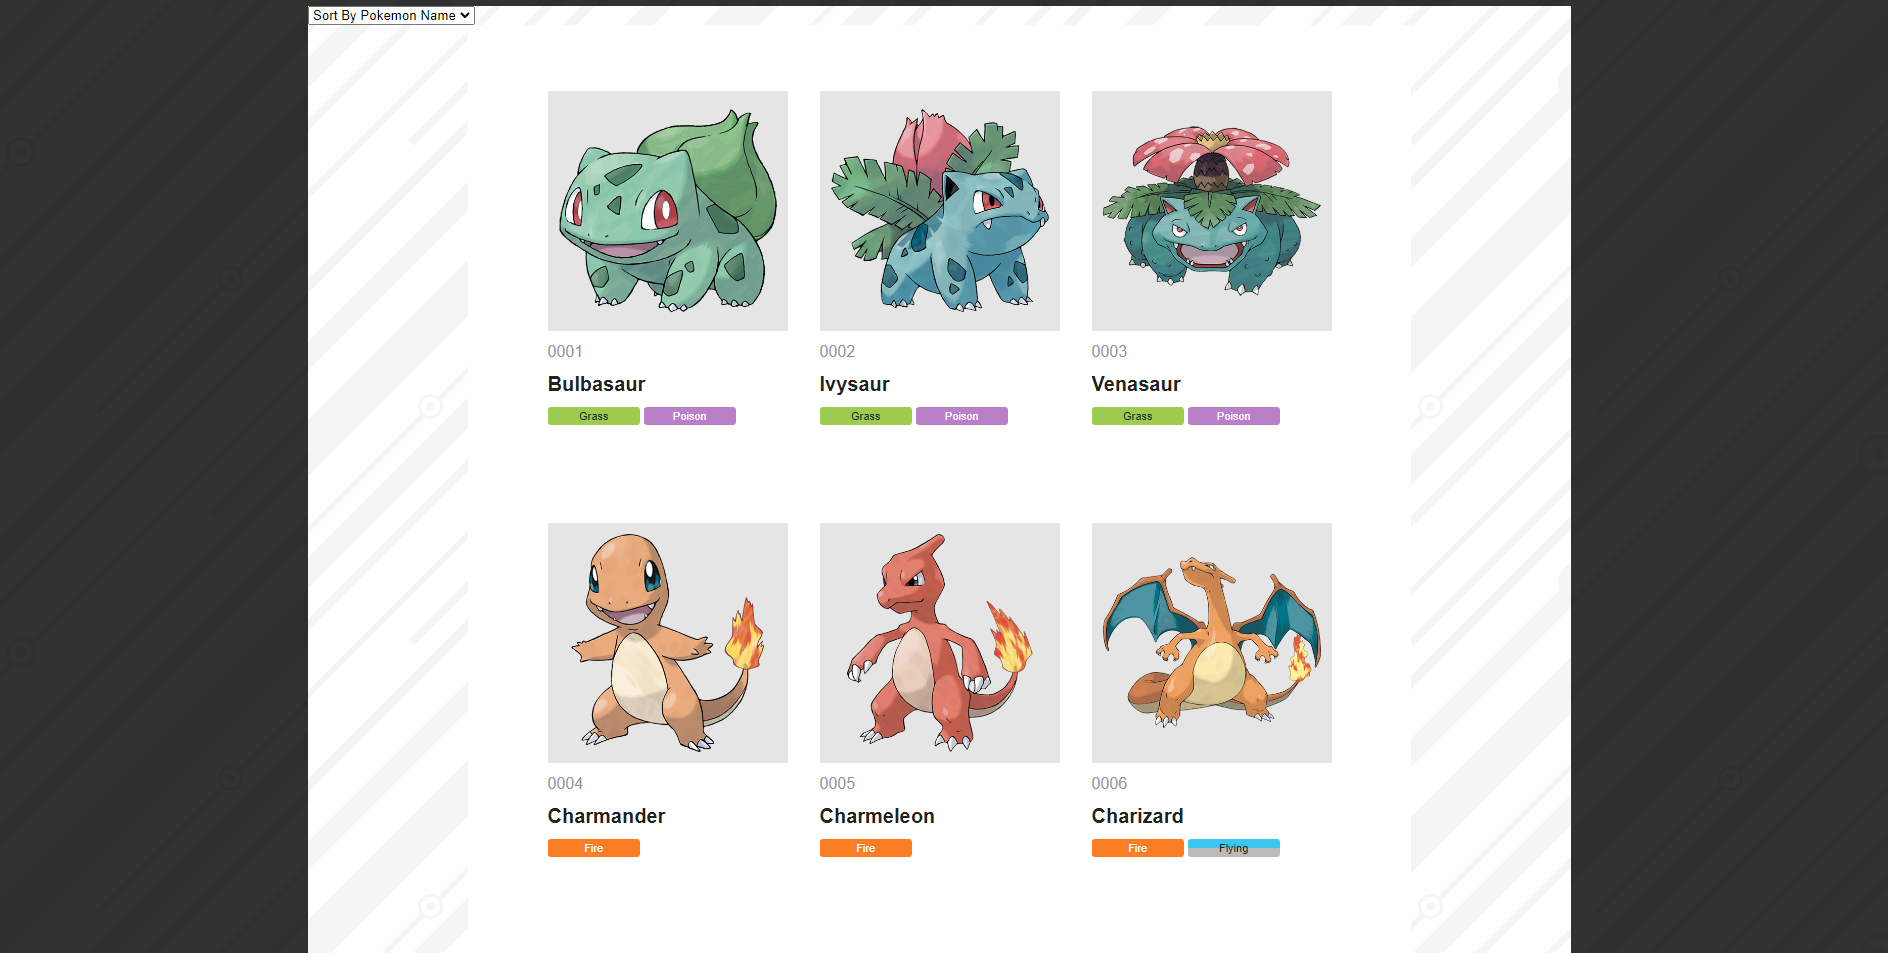 Sort By Pokemon Name
0001
0002
0003
Bulbasaur
Ivysaur
Venasaur
Grass Poison
Grass Poison
Grass Poison
0004
0005
0006
Charmander
Charmeleon
Charizard
Fire
Fire
Fire Flying